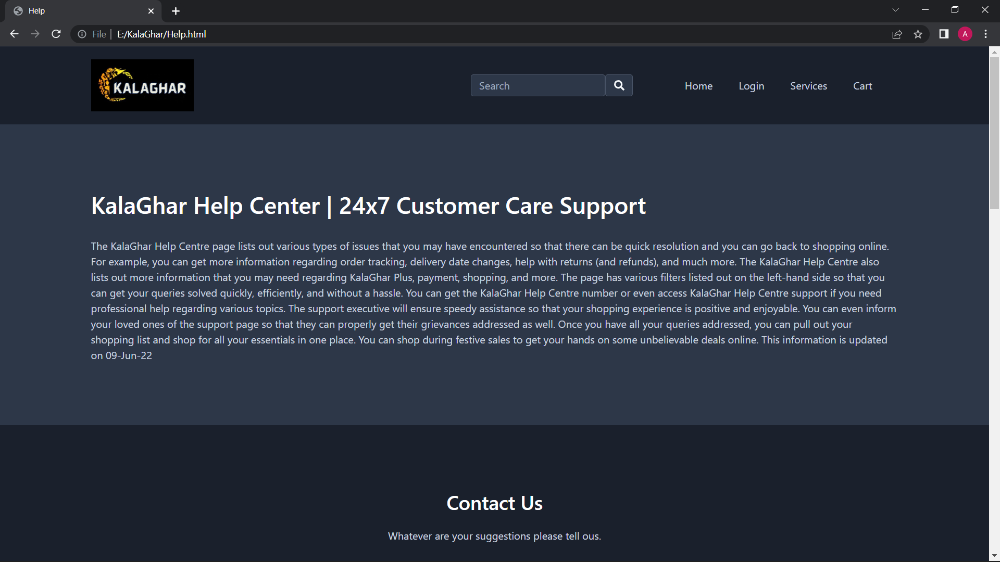 Help
File | E:/KalaGhar/Help.html
A
KALAGHAR
Search
Home Login Services Cart
KalaGhar Help Center | 24x7 Customer Care Support
The KalaGhar Help Centre page lists out various types of issues that you may have encountered so that there can be quick resolution and you can go back to shopping online.
For example, you can get more information regarding order tracking, delivery date changes, help with returns (and refunds), and much more. The KalaGhar Help Centre also
lists out more information that you may need regarding KalaGhar Plus, payment, shopping, and more. The page has various filters listed out on the left-hand side so that you
can get your queries solved quickly, efficiently, and without a hassle. You can get the KalaGhar Help Centre number or even access KalaGhar Help Centre support if you need
professional help regarding various topics. The support executive will ensure speedy assistance so that your shopping experience is positive and enjoyable. You can even inform
your loved ones of the support page so that they can properly get their grievances addressed as well. Once you have all your queries addressed, you can pull out your
shopping list and shop for all your essentials in one place. You can shop during festive sales to get your hands on some unbelievable deals online. This information is updated
on 09-Jun-22
Contact Us
Whatever are your suggestions please tell ous.